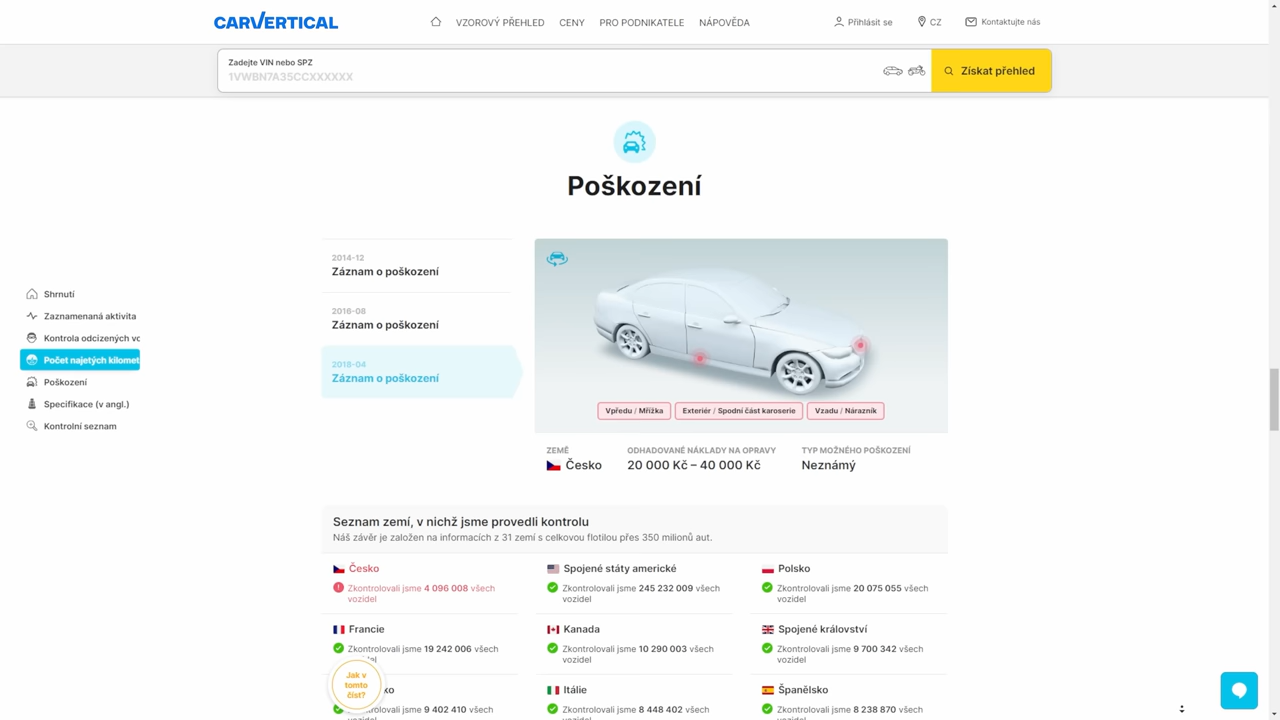 CARVERTICAL
VZOROVÝ PŘEHLED
CENY
PRO PODNIKATELE
NÁPOVĚDA
Přihlásit se
CZ
Kontaktujte nás
Zadejte VIN nebo SPZ
1VWBN7A35CCXXXXXX
Získat přehled
Poškození
Shrnutí
Zaznamenaná aktivita
Kontrola odcizených vo
Počet najetých kilomet
Poškození
Specifikace (v angl.)
Kontrolní seznam
2014-12
Záznam o poškození
2016-08
Záznam o poškození
2018-04
Záznam o poškození
Vpředu / Mřížka
Exteriér / Spodní část karoserie
Vzadu / Nárazník
ZEMĚ
Česko
ODHADOVANÉ NÁKLADY NA OPRAVY
20 000 Kč – 40 000 Kč
TYP MOŽNÉHO POŠKOZENÍ
Neznámý
Seznam zemí, v nichž jsme provedli kontrolu
Náš závěr je založen na informacích z 31 zemí s celkovou flotilou přes 350 milionů aut.
Česko
Zkontrolovali jsme 4 096 008 všech
vozidel
Spojené státy americké
Zkontrolovali jsme 245 232 009 všech
vozidel
Polsko
Zkontrolovali jsme 20 075 055 všech
vozidel
Francie
Zkontrolovali jsme 19 242 006 všech
Kanada
Zkontrolovali jsme 10 290 003 všech
vozidel
Spojené království
Zkontrolovali jsme 9 700 342 všech
vozidel
ko
Zkontrolovali jsme 9 402 410 všech
Itálie
Zkontrolovali jsme 8 448 402 všech
Španělsko
Zkontrolovali jsme 8 238 870 všech
Jak v
tomto
číst?